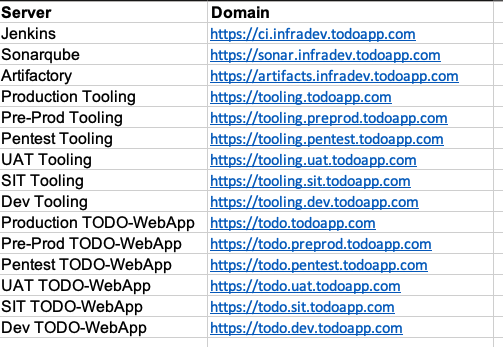 Server Domain
Jenkins https://ci.infradev.todoapp.com
Sonarqube https://sonar.infradev.todoapp.com
Artifactory https://artifacts.infradev.todoapp.com
Production Tooling https://tooling.todoapp.com
Pre-Prod Tooling https://tooling.preprod.todoapp.com
Pentest Tooling https://tooling.pentest.todoapp.com
UAT Tooling https://tooling.uat.todoapp.com
SIT Tooling https://tooling.sit.todoapp.com
Dev Tooling https://tooling.dev.todoapp.com
Production TODO-WebApp https://todo.todoapp.com
Pre-Prod TODO-WebApp https://todo.preprod.todoapp.com
Pentest TODO-WebApp https://todo.pentest.todoapp.com
UAT TODO-WebApp https://todo.uat.todoapp.com
SIT TODO-WebApp https://todo.sit.todoapp.com
Dev TODO-WebApp https://todo.dev.todoapp.com